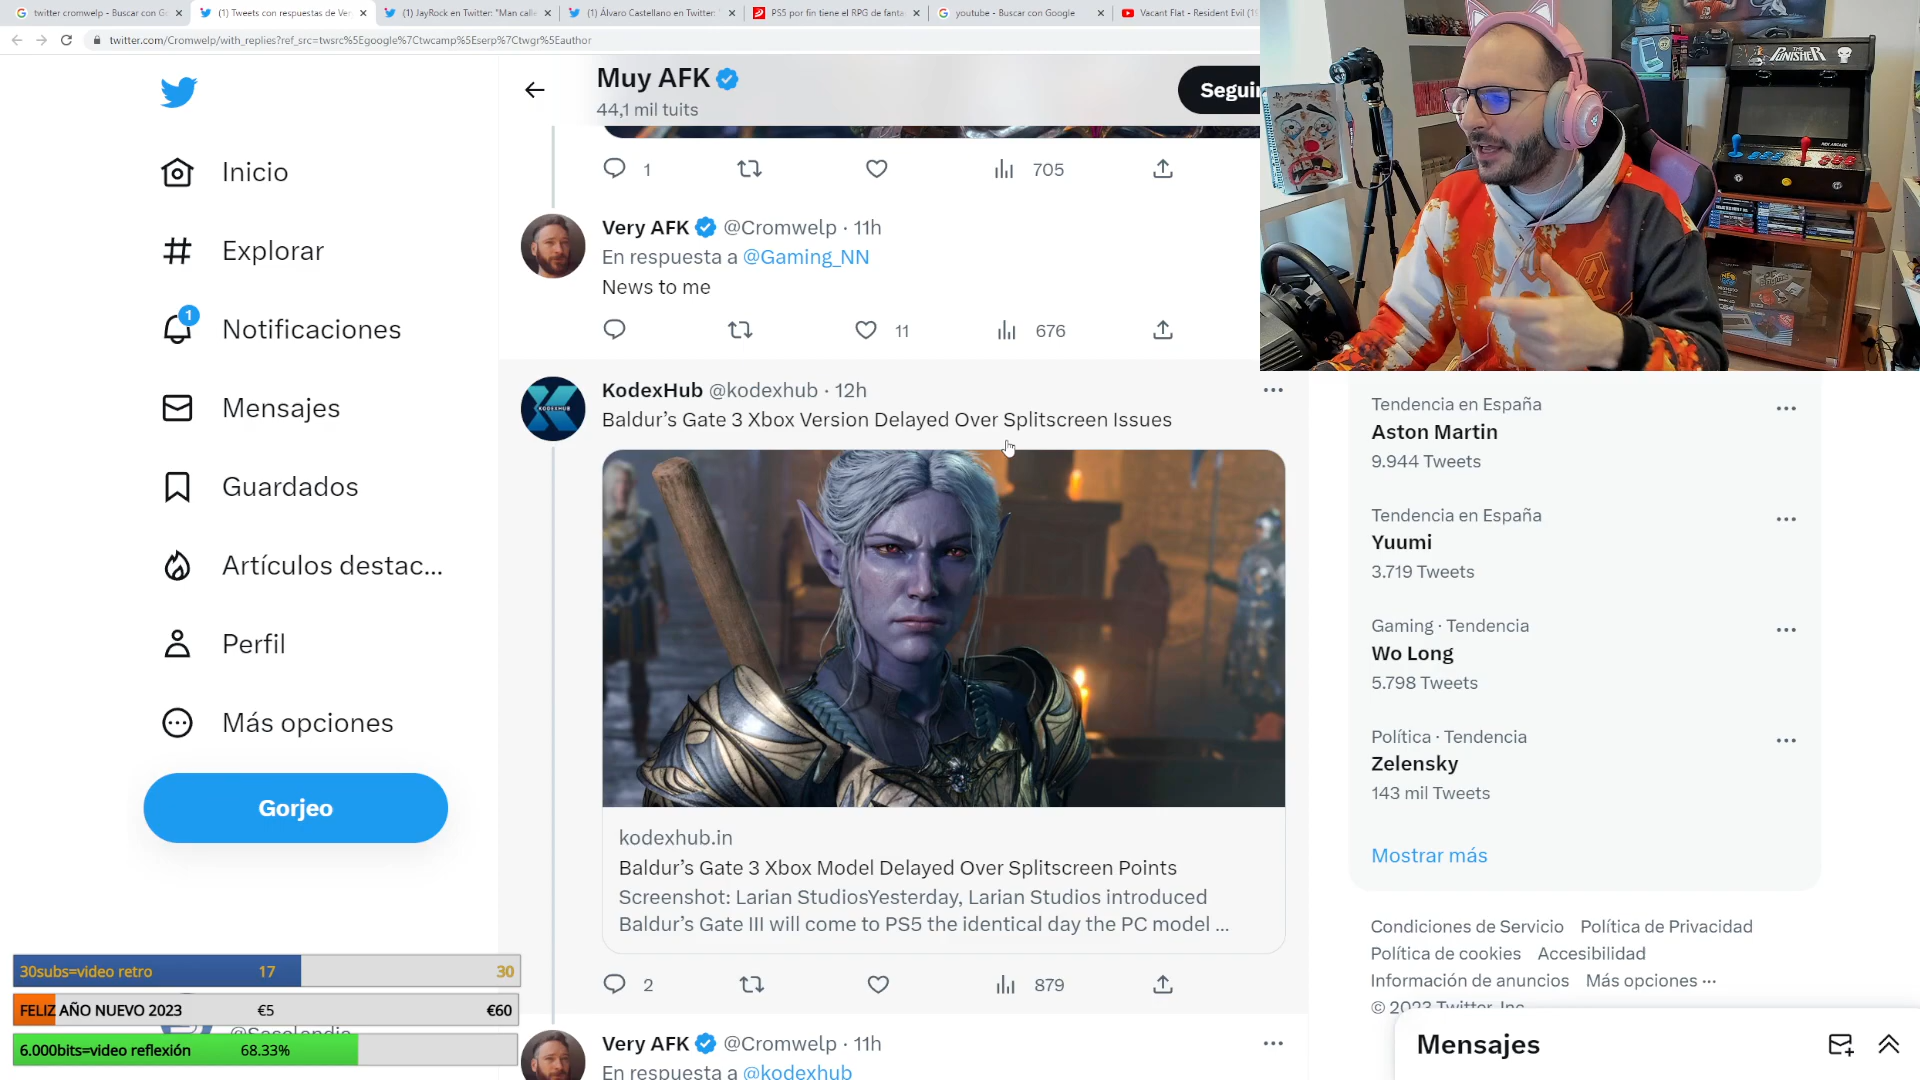 twitter cromwelp - Buscar con G
(1) Tweets con respuestas de Ver
(1) JayRock en Twitter: "Man calle
(1) Álvaro Castellano en Twitter: "
PS5 por fin tiene el RPG de fanta
youtube - Buscar con Google
Vacant Flat - Resident Evil (19
twitter.com/Cromwelp/with_replies?ref_src=twsrc%5Egoogle%7Ctwcamp%5Eserp%7Ctwgr%5Eauthor
Inicio
Explorar
1
Notificaciones
Mensajes
Guardados
Artículos destac...
Perfil
Más opciones
Gorjeo
Muy AFK
44,1 mil tuits
Seguir
1
705
Very AFK @Cromwelp · 11h
En respuesta a @Gaming_NN
News to me
11
676
KodexHub @kodexhub · 12h
Baldur's Gate 3 Xbox Version Delayed Over Splitscreen Issues
KODEXHUB
kodexhub.in
Baldur's Gate 3 Xbox Model Delayed Over Splitscreen Points
Screenshot: Larian StudiosYesterday, Larian Studios introduced
Baldur's Gate III will come to PS5 the identical day the PC model ...
2
879
Very AFK @Cromwelp · 11h
En respuesta a @kodexhub
THE PUNISHER
Tendencia en España
Aston Martin
9.944 Tweets
Tendencia en España
Yuumi
3.719 Tweets
Gaming · Tendencia
Wo Long
5.798 Tweets
Política · Tendencia
Zelensky
143 mil Tweets
Mostrar más
Condiciones de Servicio Política de Privacidad
Política de cookies Accesibilidad
Información de anuncios Más opciones ···
© 2023 Twitter, Inc.
Mensajes
30subs=video retro 17 30
FELIZ AÑO NUEVO 2023 €5 €60
6.000bits=video reflexión 68.33%